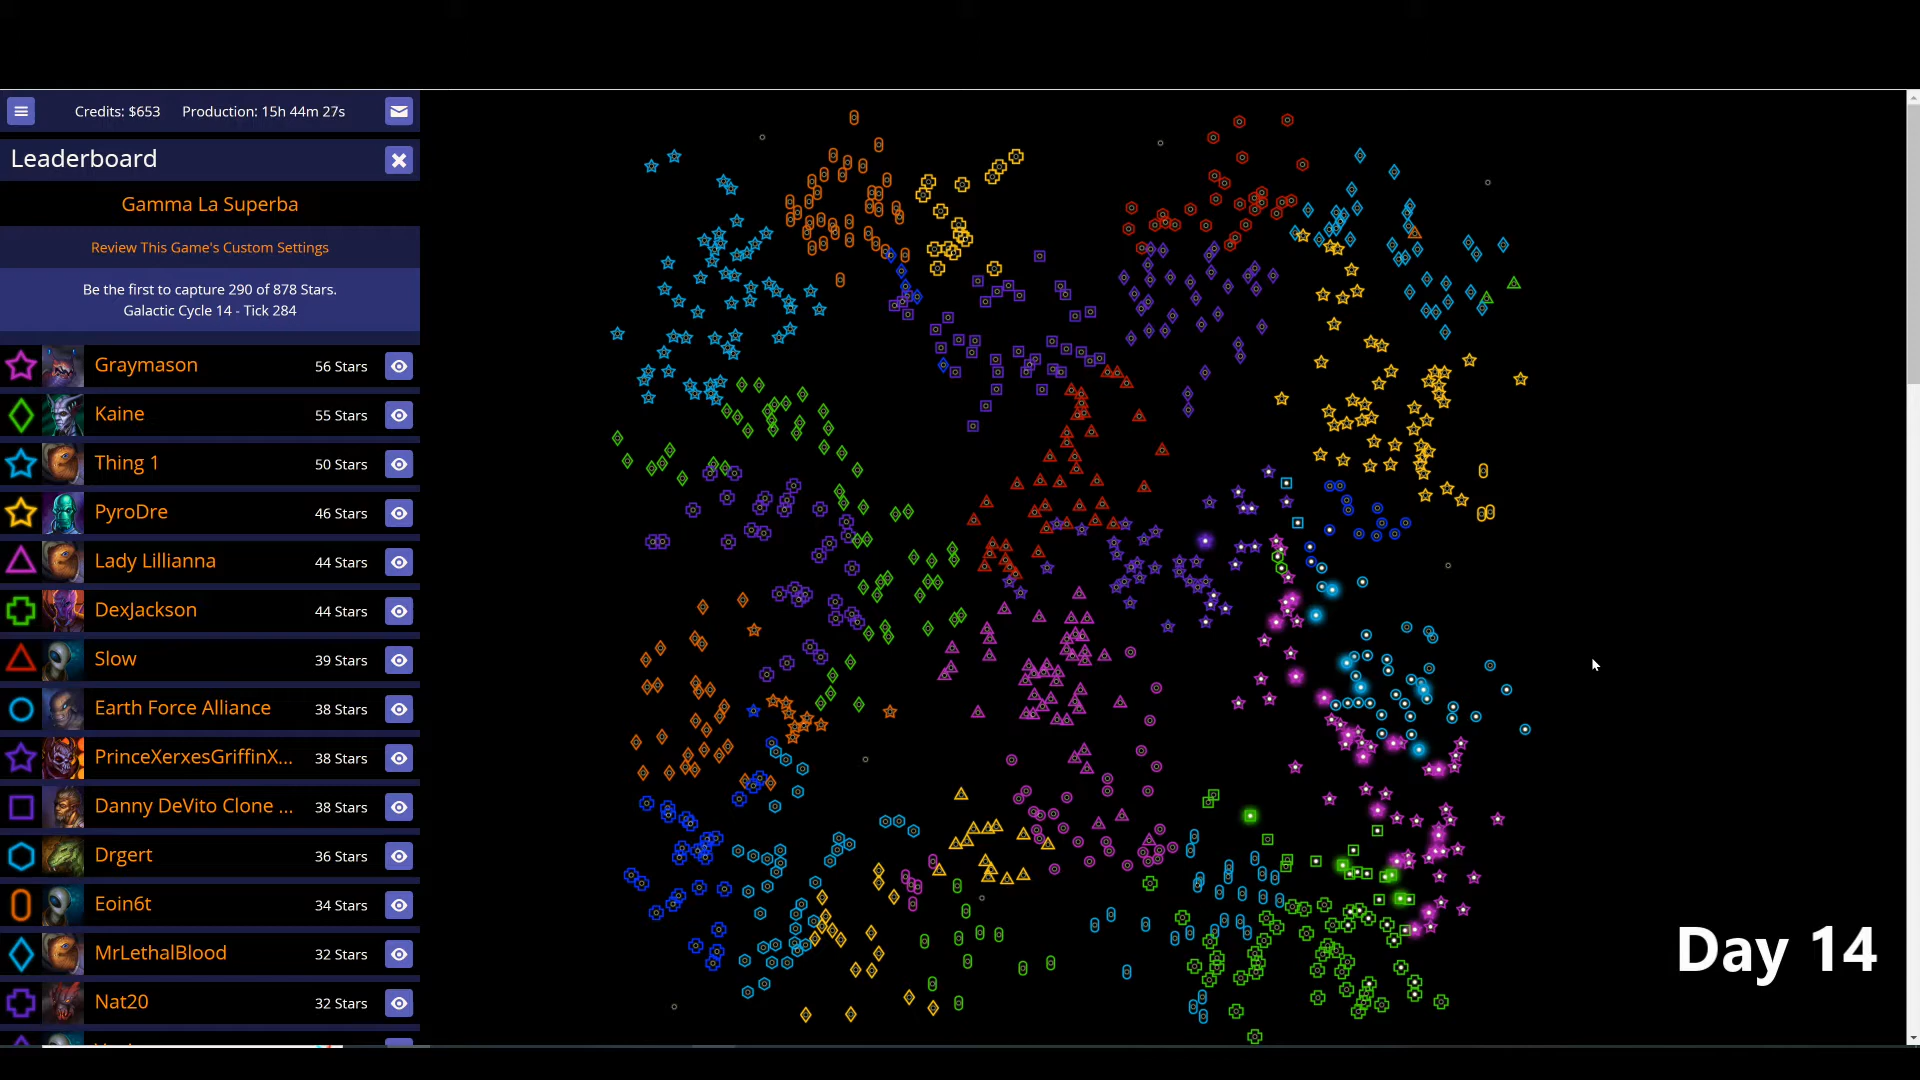 Credits: $653 Production: 15h 44m 27s
Leaderboard
Gamma La Superba
Review This Game's Custom Settings
Be the first to capture 290 of 878 Stars.
Galactic Cycle 14 - Tick 284
Graymason 56 Stars
Kaine 55 Stars
Thing 1 50 Stars
PyroDre 46 Stars
Lady Lillianna 44 Stars
DexJackson 44 Stars
Slow 39 Stars
Earth Force Alliance 38 Stars
PrinceXerxesGriffinX... 38 Stars
Danny DeVito Clone ... 38 Stars
Drgert 36 Stars
Eoin6t 34 Stars
MrLethalBlood 32 Stars
Nat20 32 Stars
Day 14